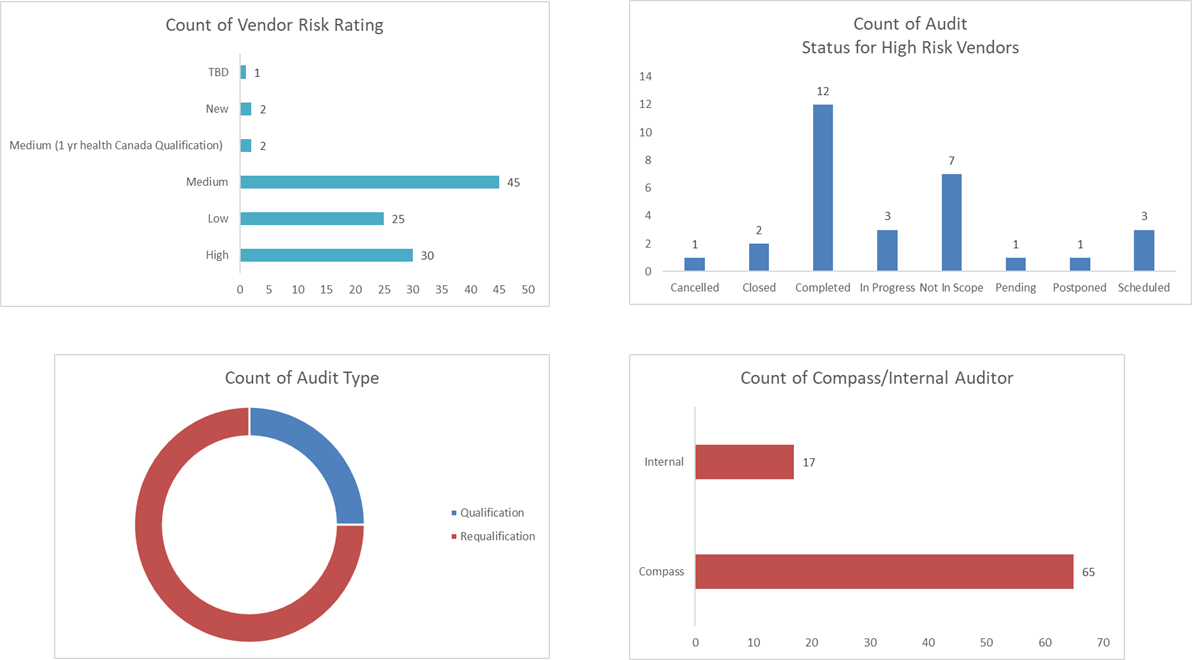 Count of Vendor Risk Rating
TBD 1
New 2
Medium (1 yr health Canada Qualification) 2
Medium 45
Low 25
High 30
0 5 10 15 20 25 30 35 40 45 50
Count of Audit
Status for High Risk Vendors
14
12
10
8
6
4
2
0
1 2 12 3 7 1 1 3
Cancelled Closed Completed In Progress Not In Scope Pending Postponed Scheduled
Count of Audit Type
Qualification
Requalification
Count of Compass/Internal Auditor
Internal 17
Compass 65
0 10 20 30 40 50 60 70